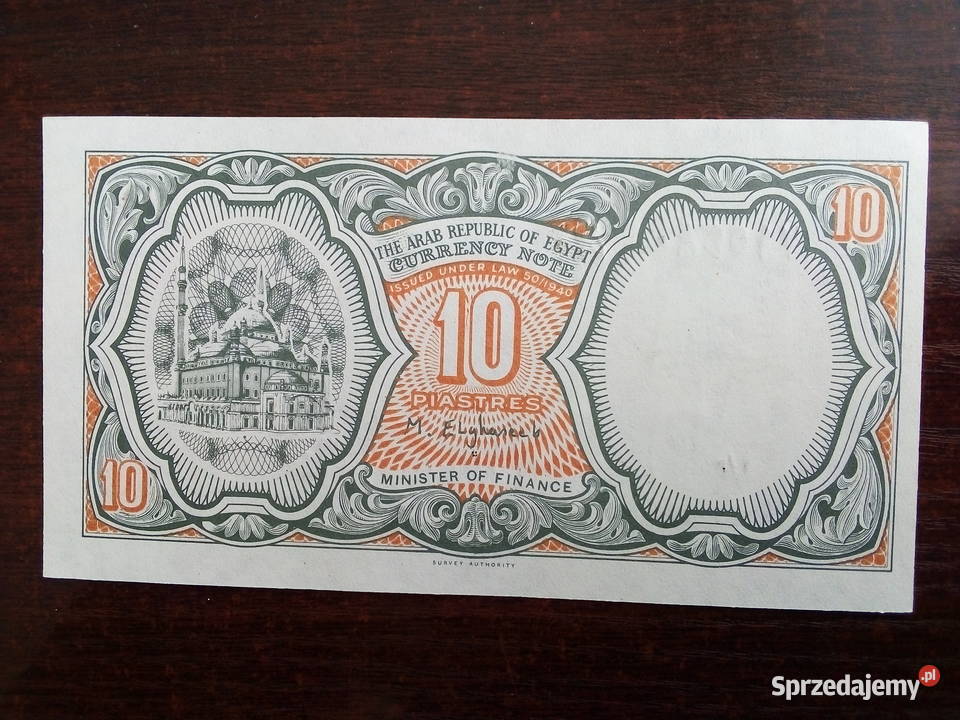 10
THE ARAB REPUBLIC OF EGYPT
CURRENCY NOTE
ISSUED UNDER LAW 50/1940
10
PIASTRES
M. Elghareeb
MINISTER OF FINANCE
10
SURVEY AUTHORITY
Sprzedajemy.pl